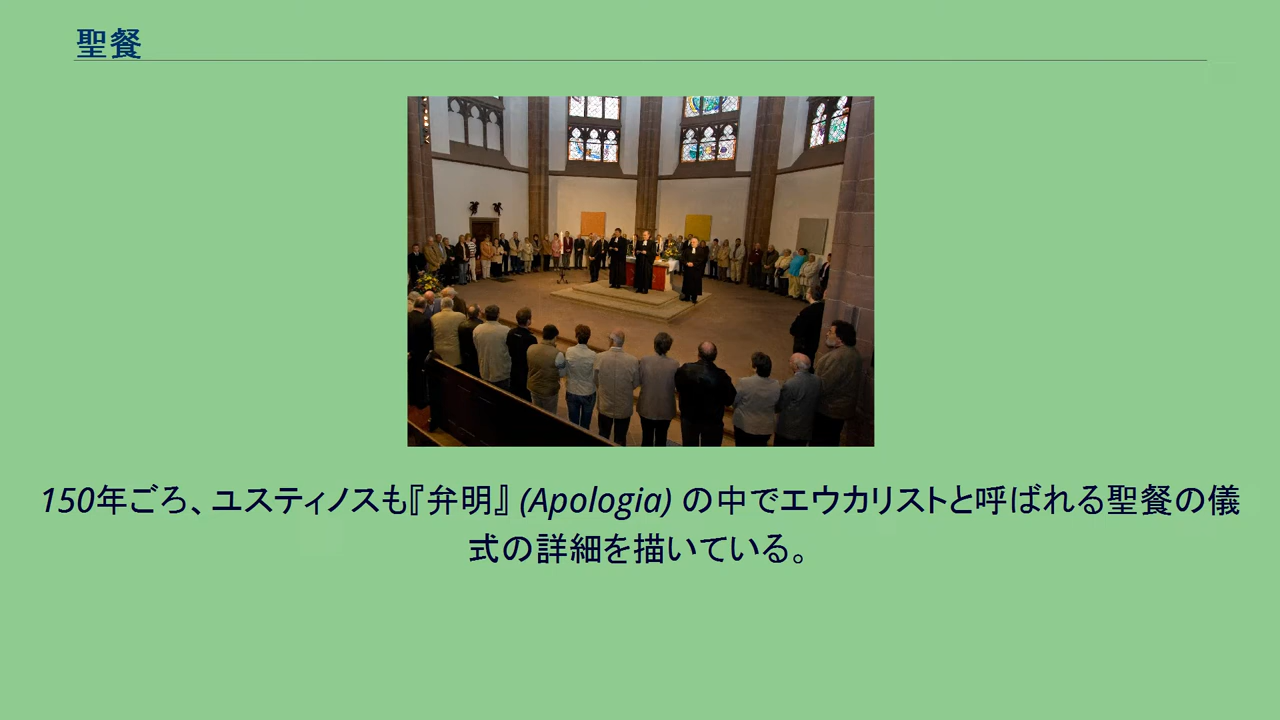 聖餐
150年ごろ、ユスティノスも『弁明』 (Apologia) の中でエウカリストと呼ばれる聖餐の儀
式の詳細を描いている。